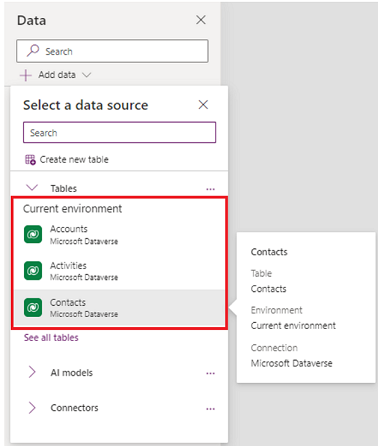 Data
Search
Add data
Select a data source
Search
Create new table
Tables
Current environment
Accounts
Microsoft Dataverse
Activities
Microsoft Dataverse
Contacts
Microsoft Dataverse
See all tables
AI models
Connectors
Contacts
Table
Contacts
Environment
Current environment
Connection
Microsoft Dataverse